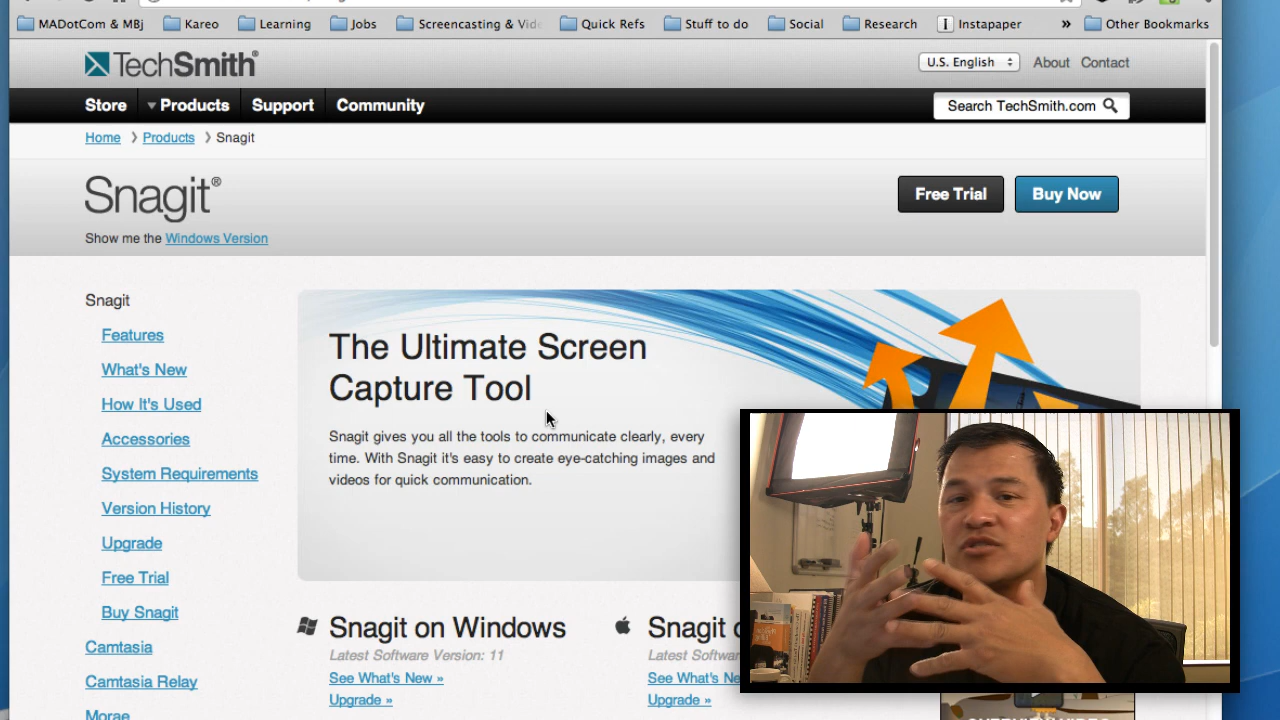 MADotCom & MBj Kareo Learning Jobs Screencasting & Vid Quick Refs Stuff to do Social Research Instapaper » Other Bookmarks
TechSmith®
U.S. English About Contact
Store Products Support Community
Search TechSmith.com
Home Products Snagit
Snagit®
Free Trial Buy Now
Show me the Windows Version
Snagit
Features
What's New
How It's Used
Accessories
System Requirements
Version History
Upgrade
Free Trial
Buy Snagit
Camtasia
Camtasia Relay
Morae
The Ultimate Screen
Capture Tool
Snagit gives you all the tools to communicate clearly, every
time. With Snagit it's easy to create eye-catching images and
videos for quick communication.
Snagit on Windows
Latest Software Version: 11
See What's New »
Upgrade »
Snagit
Latest
See What's
Upgrade »